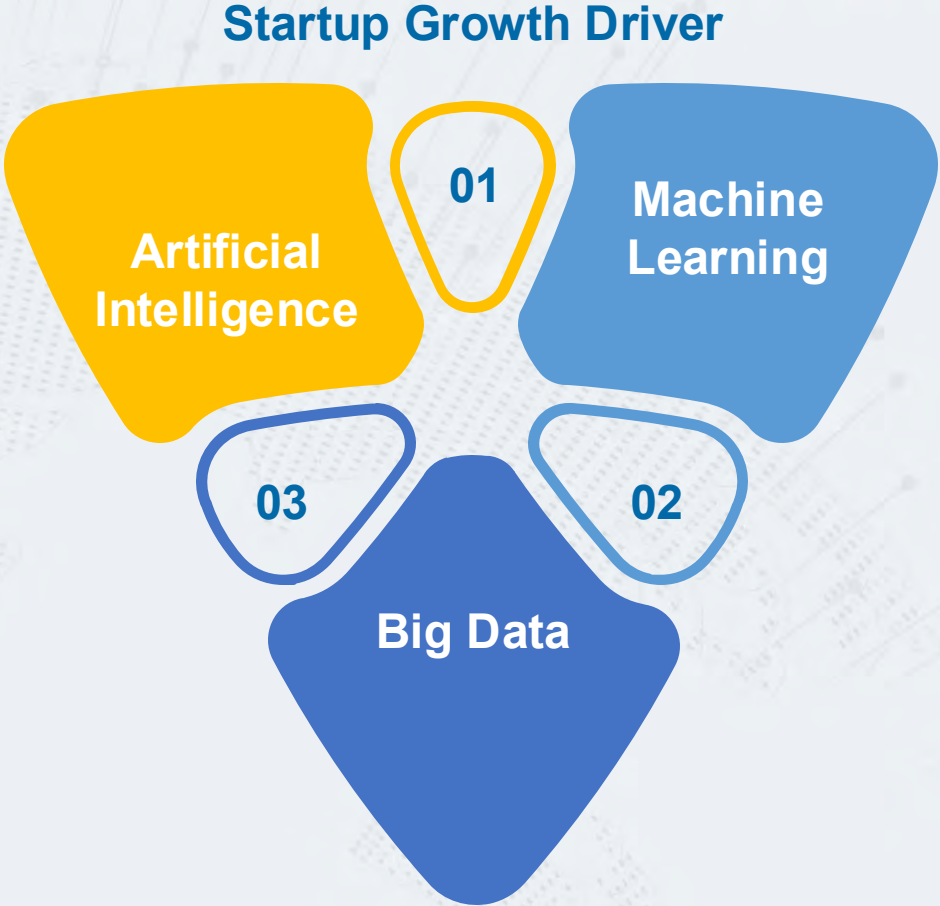 Startup Growth Driver
01
Artificial
Intelligence
Machine
Learning
03
02
Big Data